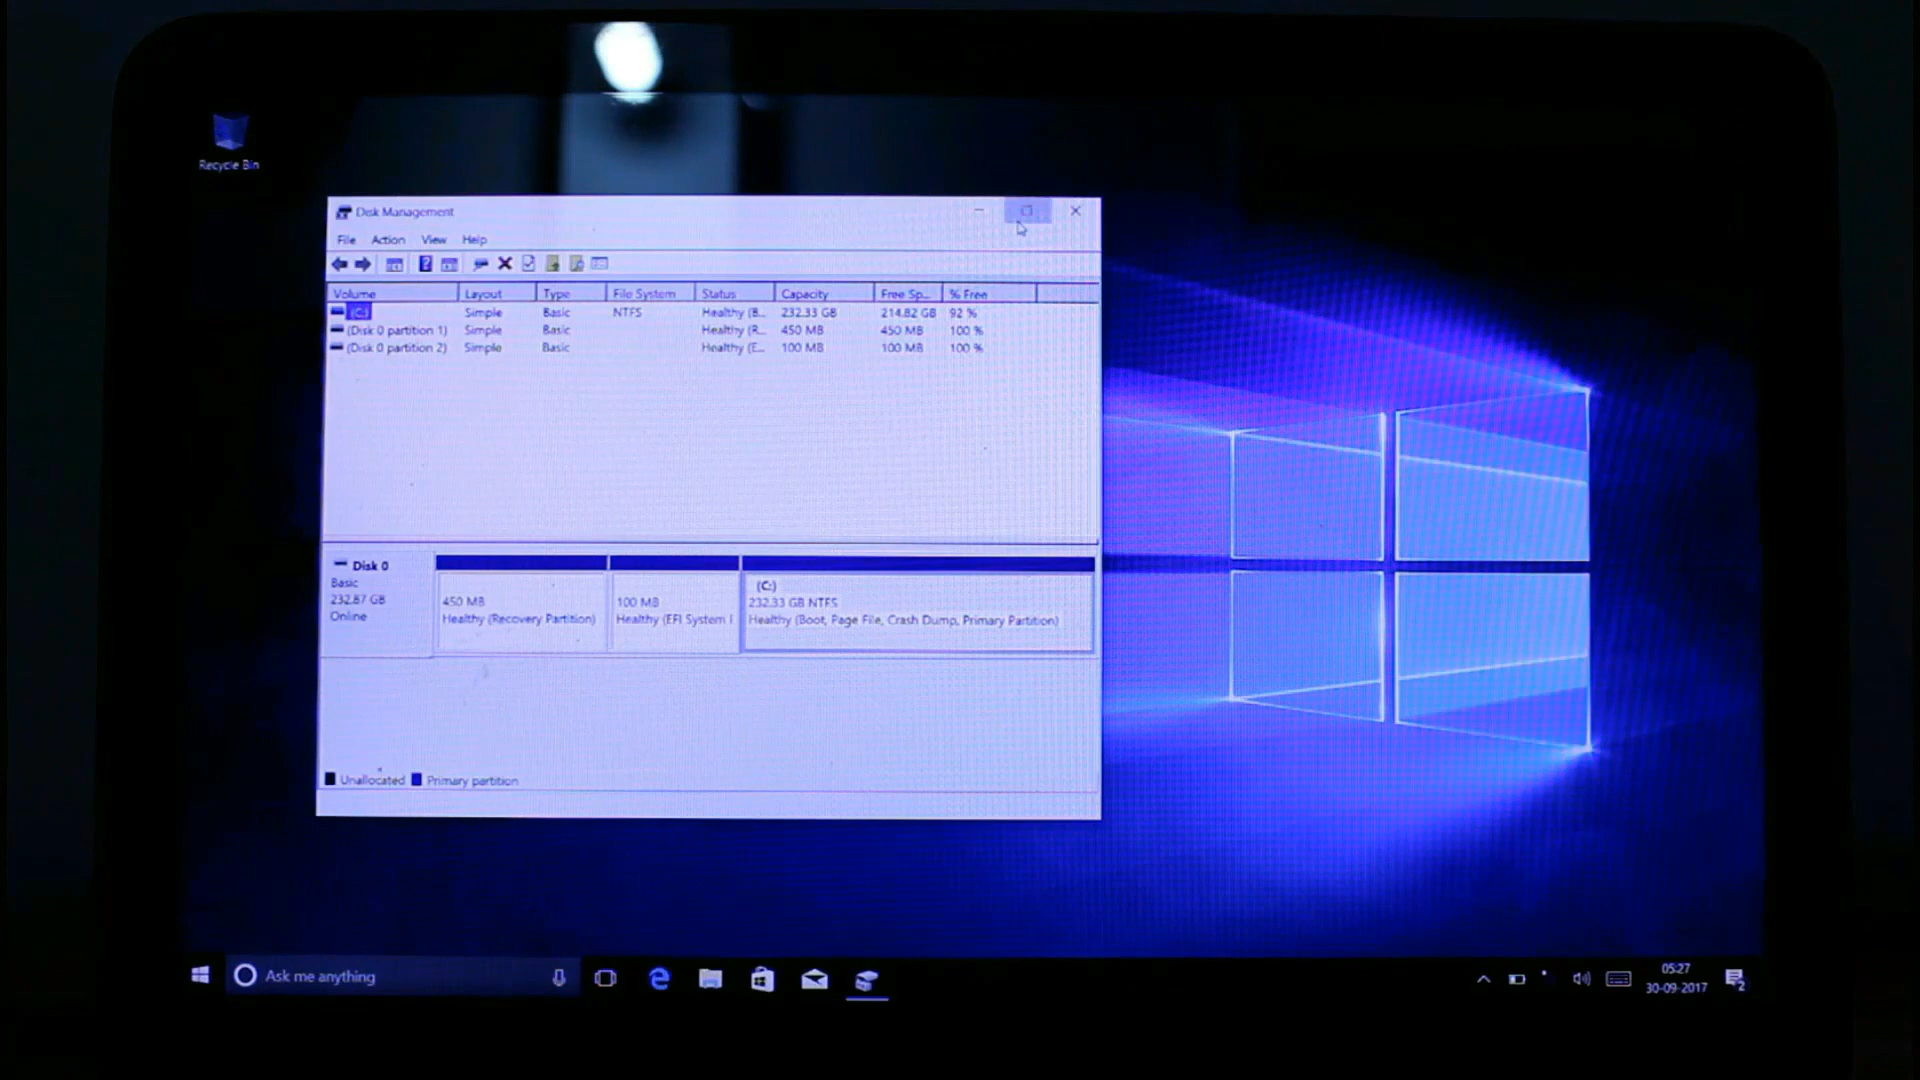 Recycle Bin
Disk Management
File Action View Help
Volume Layout Type File System Status Capacity Free Sp... % Free
(C:) Simple Basic NTFS Healthy (B... 232.33 GB 214.82 GB 92 %
(Disk 0 partition 1) Simple Basic Healthy (R... 450 MB 450 MB 100 %
(Disk 0 partition 2) Simple Basic Healthy (E... 100 MB 100 MB 100 %
Disk 0
Basic
232.87 GB
Online
450 MB
Healthy (Recovery Partition)
100 MB
Healthy (EFI System
(C:)
232.33 GB NTFS
Healthy (Boot, Page File, Crash Dump, Primary Partition)
Unallocated Primary partition
Ask me anything
05:27
30-09-2017
2